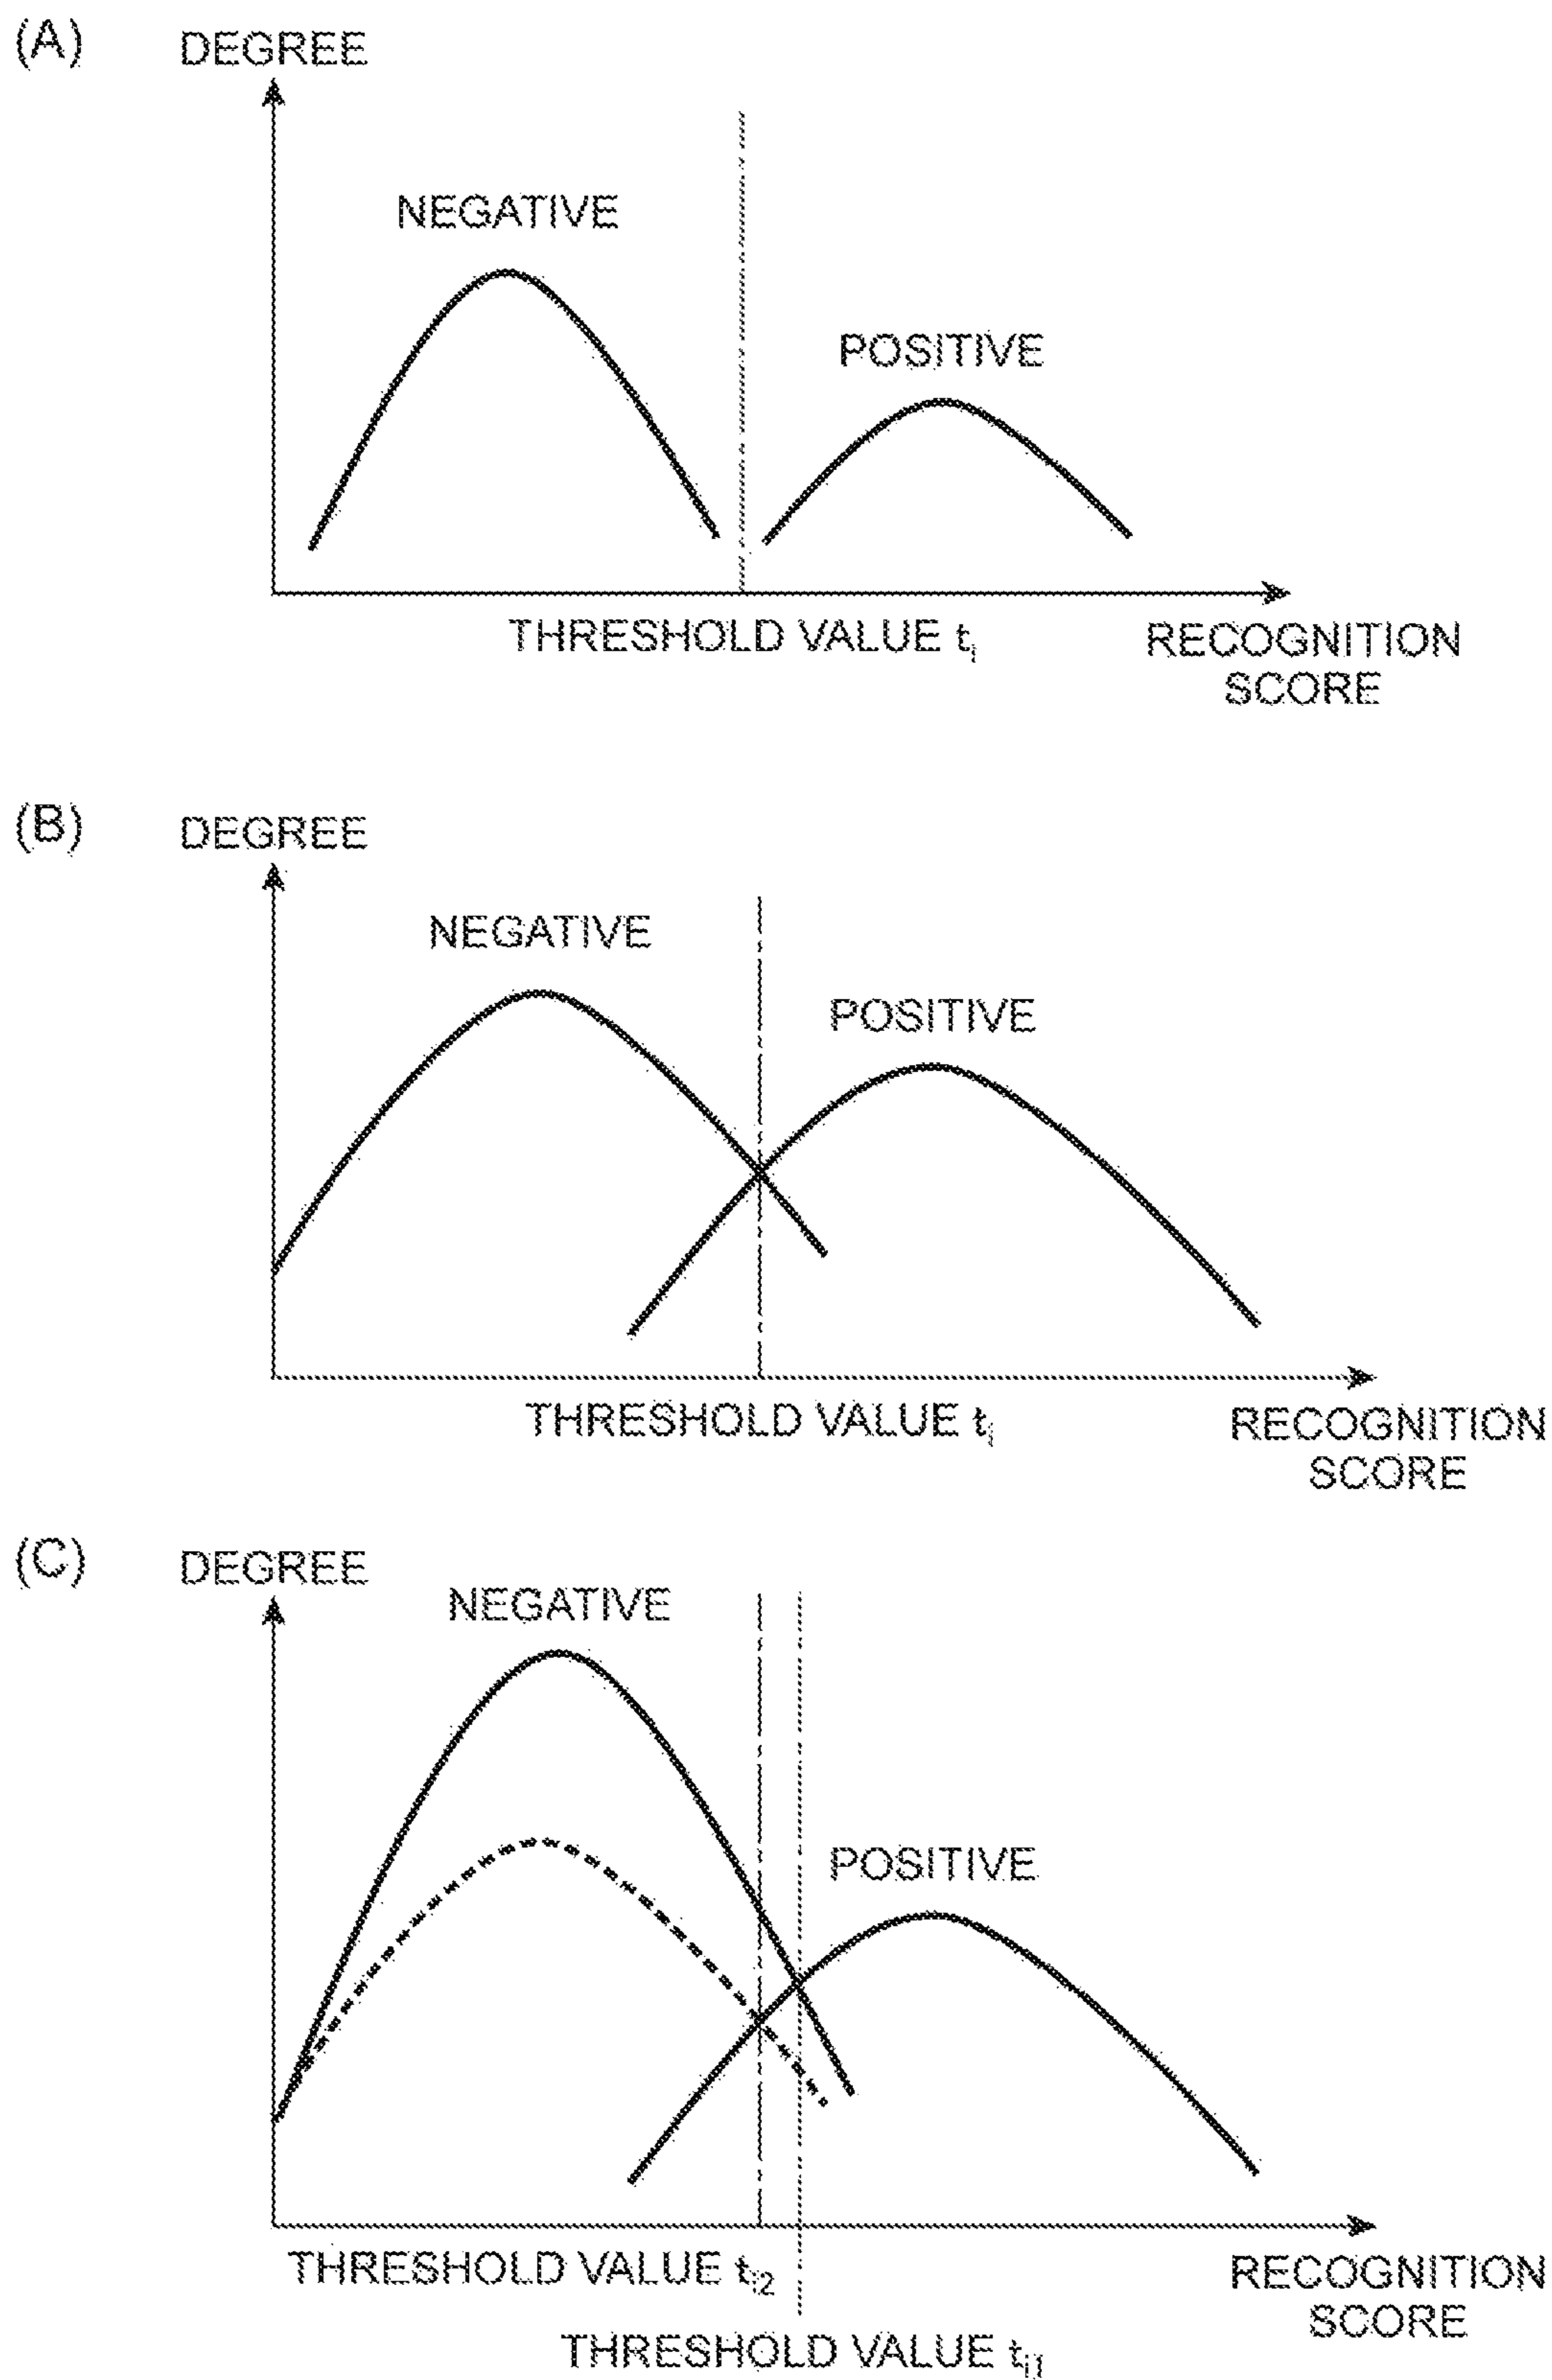 (A)
DEGREE
NEGATIVE
POSITIVE
THRESHOLD VALUE ti
RECOGNITION
SCORE
(B)
DEGREE
NEGATIVE
POSITIVE
THRESHOLD VALUE ti
RECOGNITION
SCORE
(C)
DEGREE
NEGATIVE
POSITIVE
THRESHOLD VALUE ti2
RECOGNITION
SCORE
THRESHOLD VALUE ti1